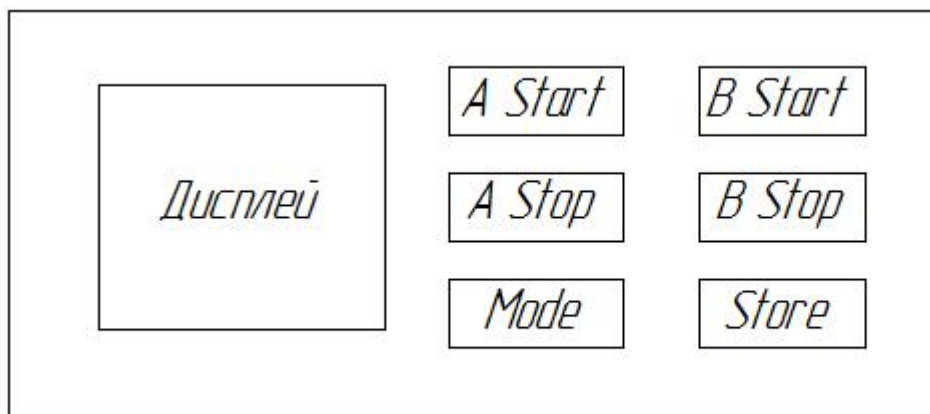 Дисплей
A Start
B Start
A Stop
B Stop
Mode
Store